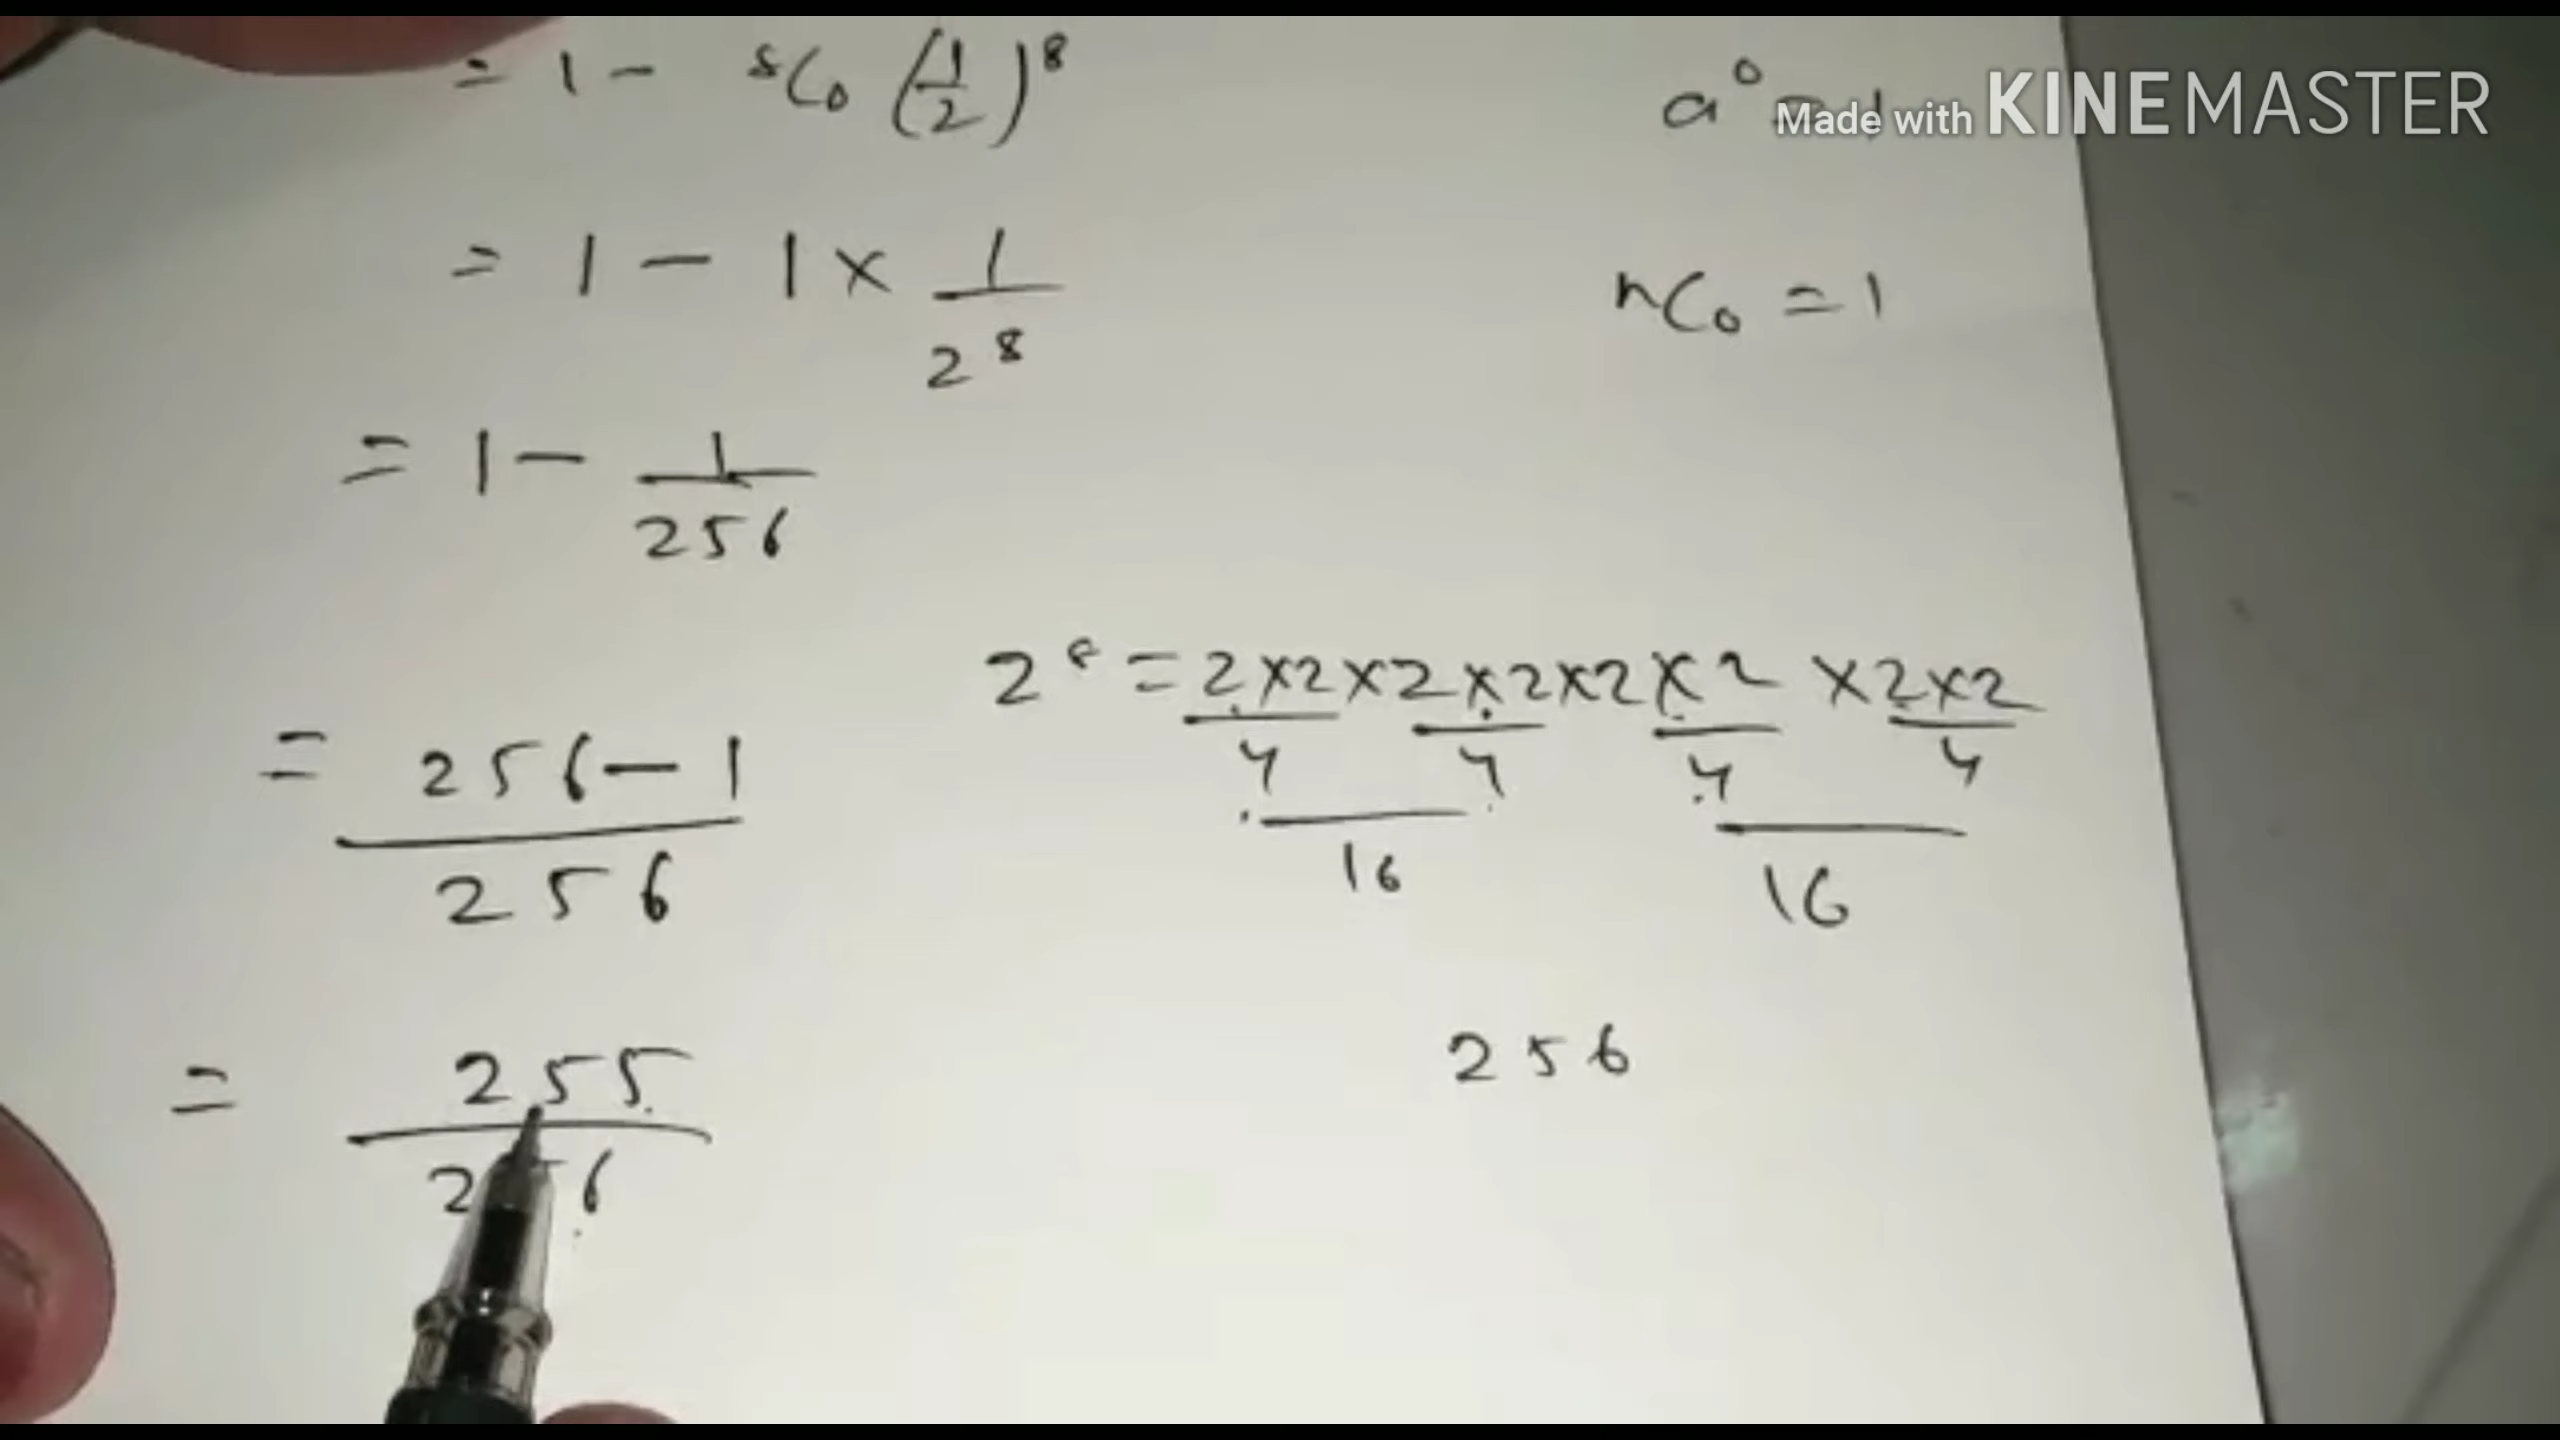 = 1 - ⁸C₀ (1/2)⁸
a⁰ = 1
Made with KINEMASTER
= 1 - 1 × 1/2⁸
nC₀ = 1
= 1 - 1/256
2⁸ = 2×2×2×2×2×2×2×2
4 4 4 4
16 16
= 256-1/256
256
= 255/256